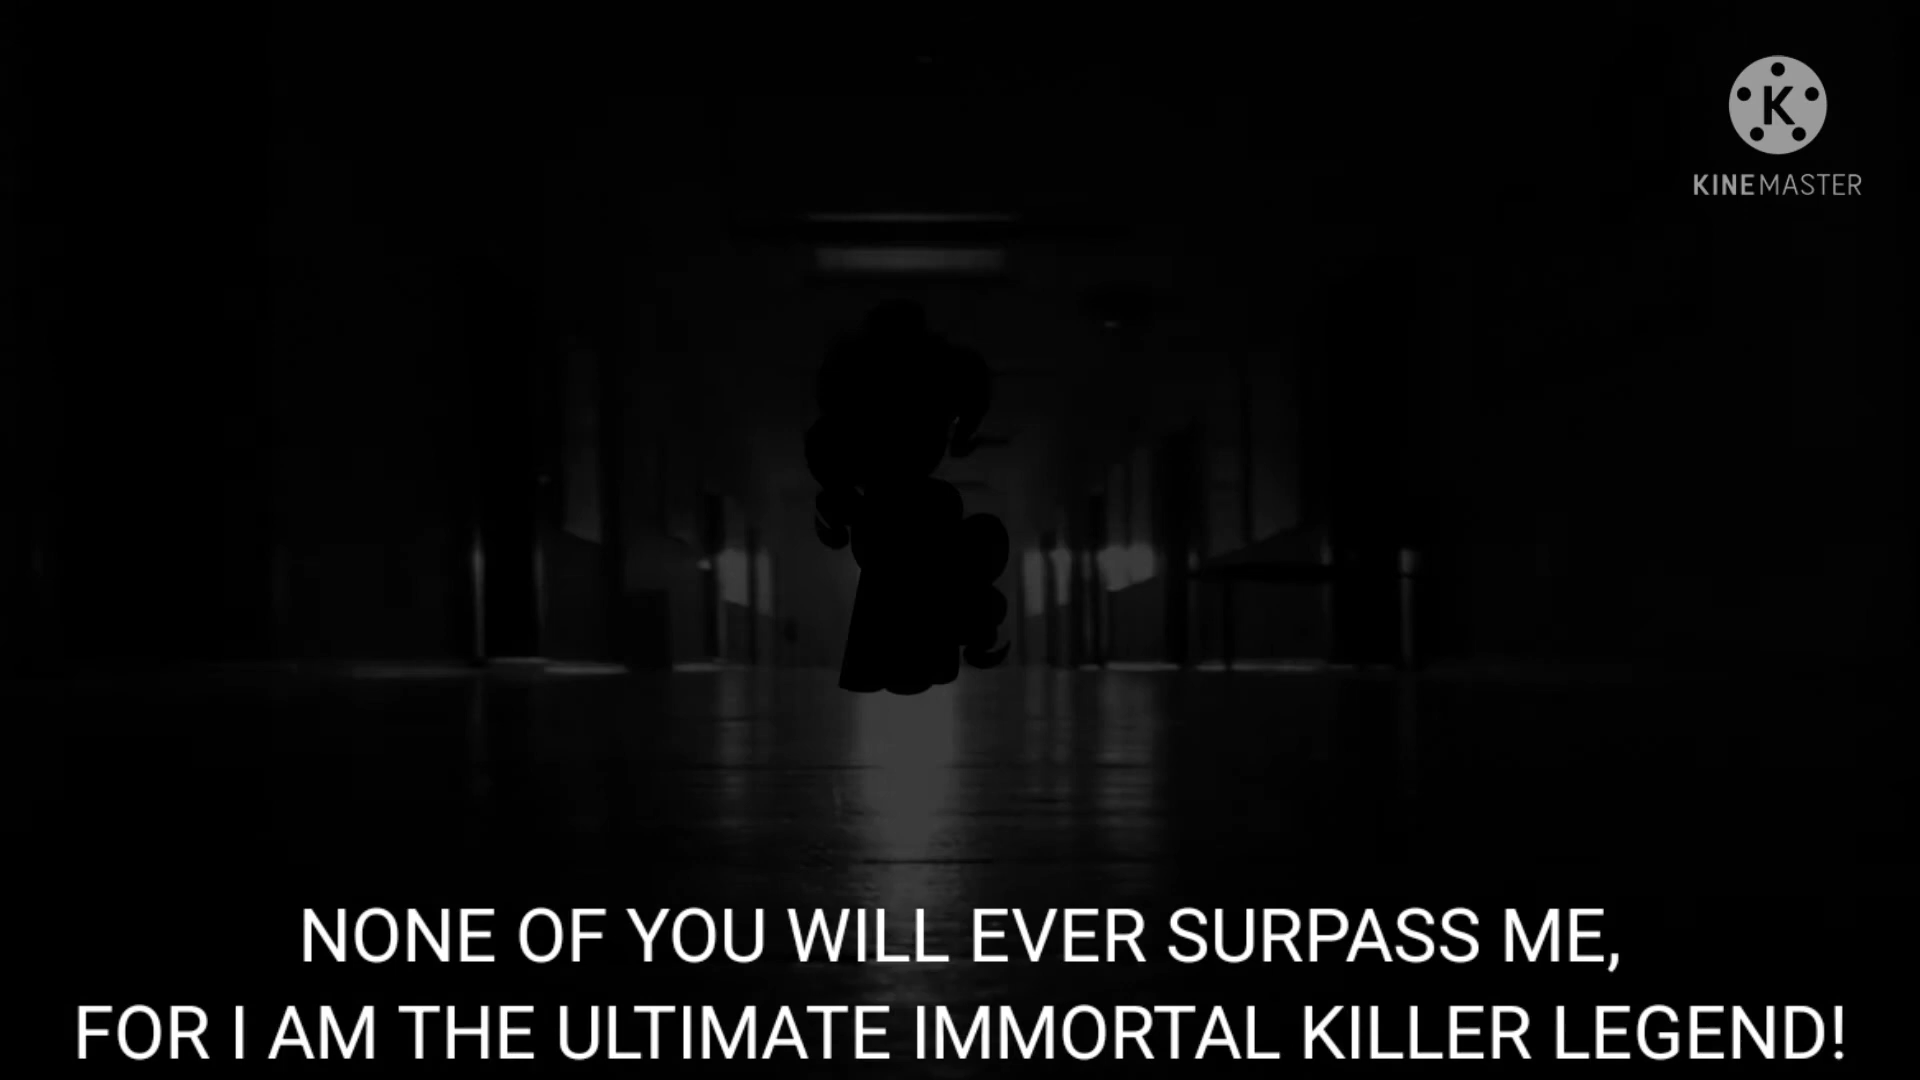 K
KINEMASTER
NONE OF YOU WILL EVER SURPASS ME,
FOR I AM THE ULTIMATE IMMORTAL KILLER LEGEND!